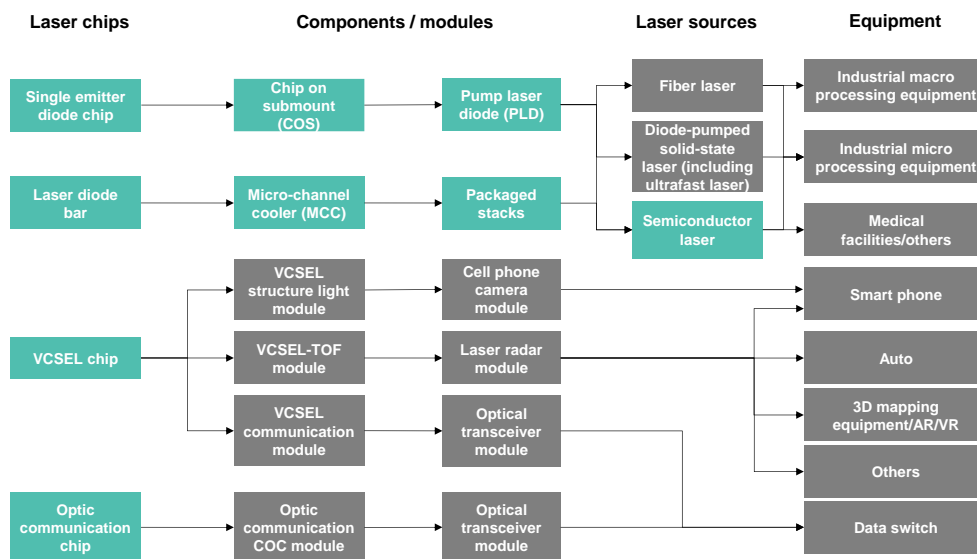 Laser chips
Components / modules
Laser sources
Equipment
Single emitter
diode chip
Chip on
submount
(COS)
Pump laser
diode (PLD)
Fiber laser
Industrial macro
processing equipment
Diode-pumped
solid-state
laser (including
ultrafast laser)
Industrial micro
processing equipment
Laser diode
bar
Micro-channel
cooler (MCC)
Packaged
stacks
Semiconductor
laser
Medical
facilities/others
VCSEL
structure light
module
Cell phone
camera
module
Smart phone
VCSEL chip
VCSEL-TOF
module
Laser radar
module
Auto
VCSEL
communication
module
Optical
transceiver
module
3D mapping
equipment/AR/VR
Others
Optic
communication
chip
Optic
communication
COC module
Optical
transceiver
module
Data switch